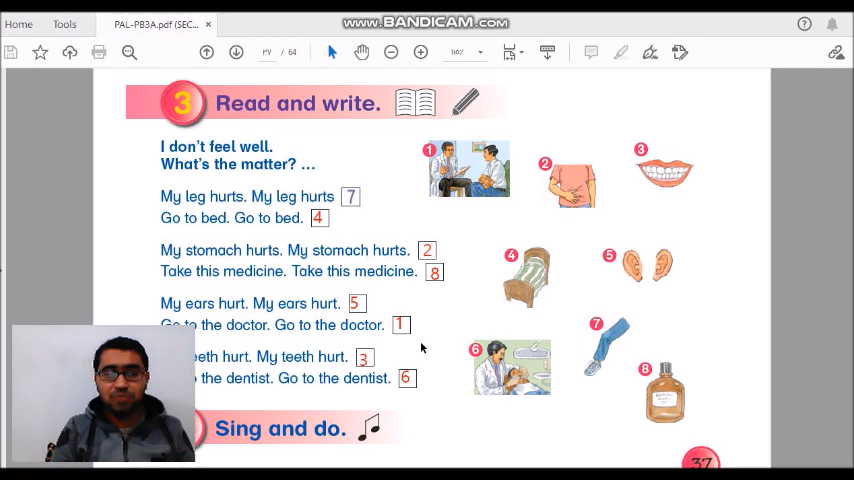 WWW.BANDICAM.COM
Home Tools PAL-PB3A.pdf (SEC... ×
٣٧ / 64
3 Read and write.
I don't feel well.
What's the matter? ...
My leg hurts. My leg hurts 7
Go to bed. Go to bed. 4
My stomach hurts. My stomach hurts. 2
Take this medicine. Take this medicine. 8
My ears hurt. My ears hurt. 5
Go to the doctor. Go to the doctor. 1
teeth hurt. My teeth hurt. 3
the dentist. Go to the dentist. 6
1
2
3
4
5
6
7
8
Sing and do.
37